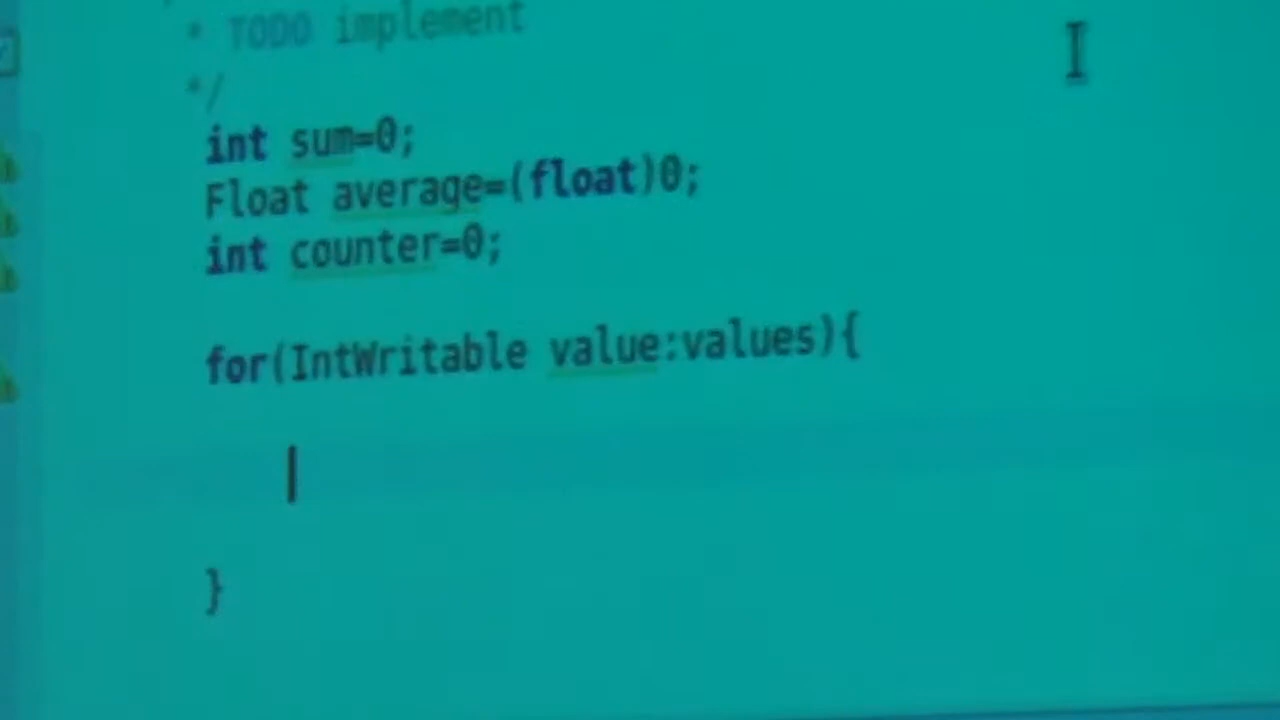 * TODO implement
*/
int sum=0;
Float average=(float)0;
int counter=0;
for(IntWritable value:values){
}